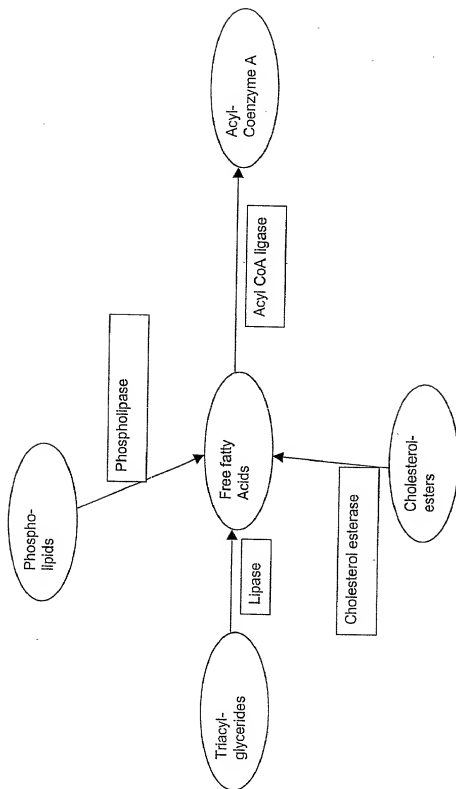 Phospho-
lipids
Phospholipase
Triacyl-
glycerides
Lipase
Free fatty
Acids
Acyl CoA ligase
Acyl-
Coenzyme A
Cholesterol esterase
Cholesterol-
esters